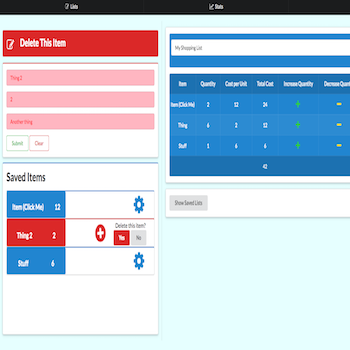 Lists
Stats
Delete This Item
Thing 2
2
Another thing
Submit
Clear
Saved Items
Item (Click Me) 12
Thing 2 2
Delete this item?
Yes
No
Stuff 6
My Shopping List
Item Quantity Cost per Unit Total Cost Increase Quantity Decrease Quant
Item (Click Me) 2 12 24
Thing 6 2 12
Stuff 1 6 6
42
Show Saved Lists